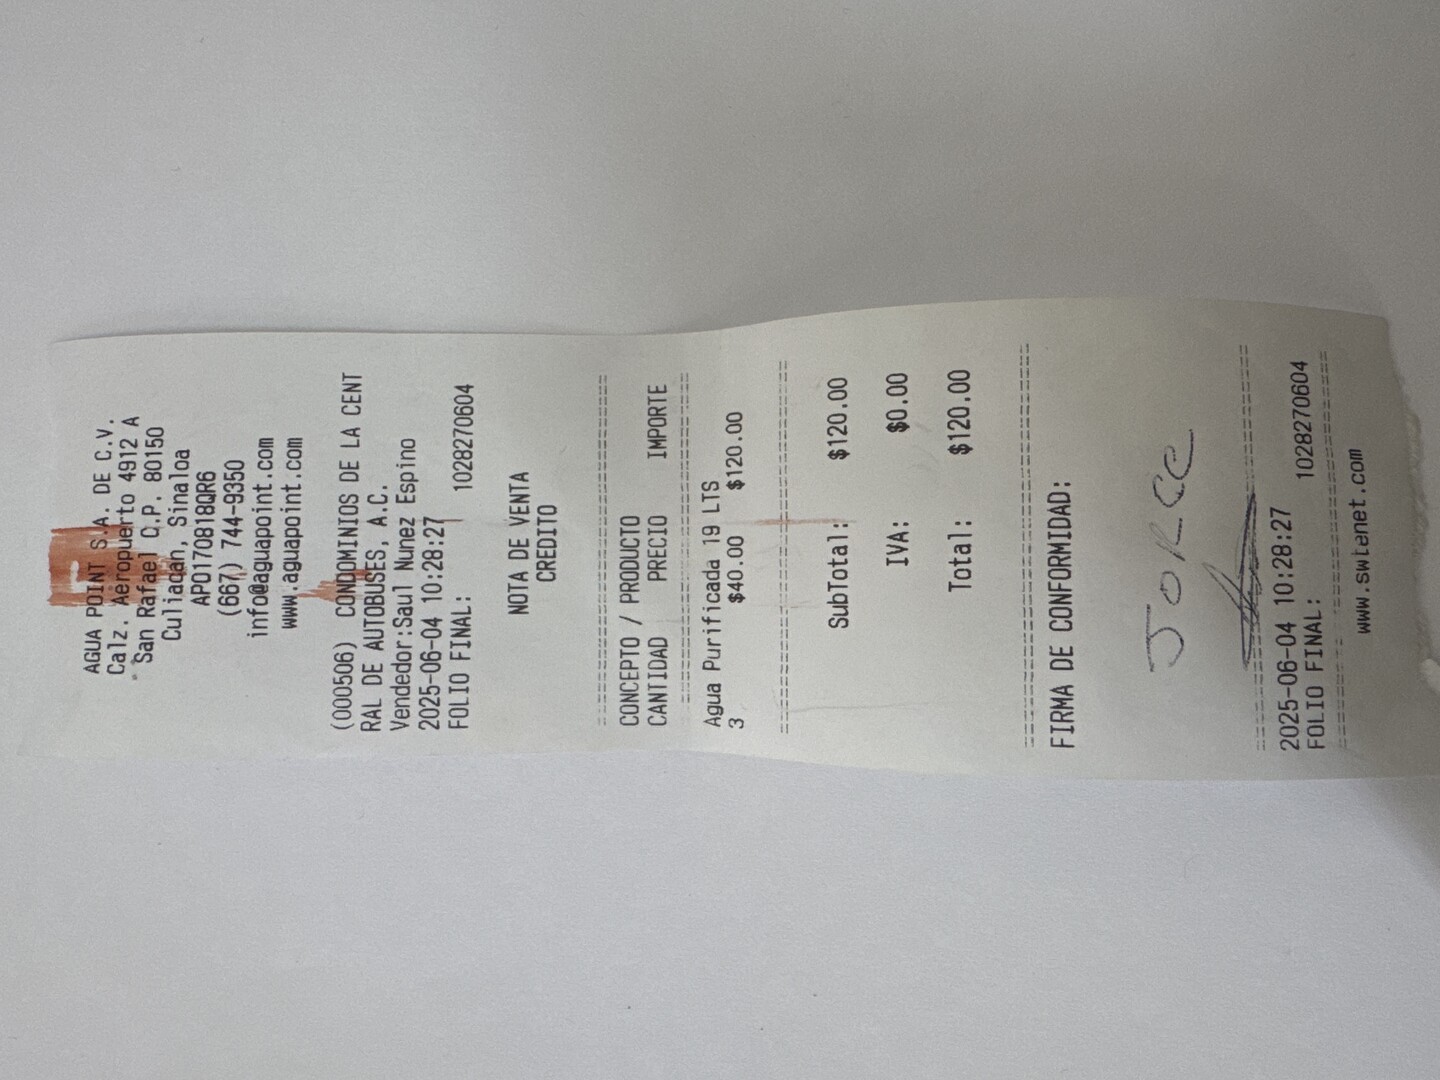 AGUA POINT S.A. DE C.V.
Calz. Aeropuerto 4912 A
San Rafael C.P. 80150
Culiacan, Sinaloa
APO170818QR6
(667) 744-9350
info@aguapoint.com
www.aguapoint.com
(000506) CONDOMINIOS DE LA CENT
RAL DE AUTOBUSES, A.C.
Vendedor:Saul Nunez Espino
2025-06-04 10:28:27
FOLIO FINAL: 1028270604
NOTA DE VENTA
CREDITO
================================
CONCEPTO / PRODUCTO
CANTIDAD PRECIO IMPORTE
================================
Agua Purificada 19 LTS
3 $40.00 $120.00
================================
SubTotal: $120.00
IVA: $0.00
Total: $120.00
================================
FIRMA DE CONFORMIDAD:
JORGE
================================
2025-06-04 10:28:27
FOLIO FINAL: 1028270604
================================
www.swtenet.com